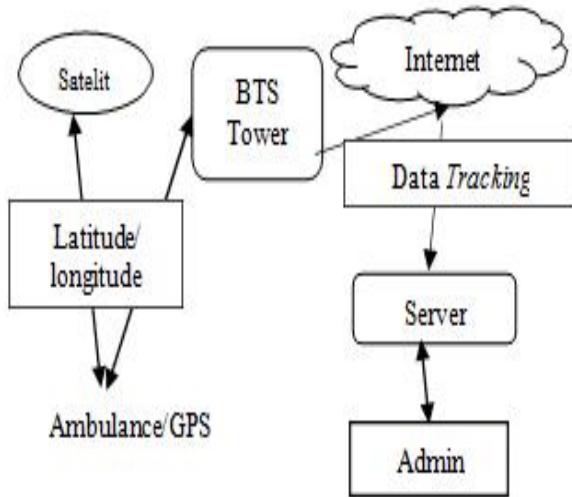 Satelit
BTS
Tower
Internet
Latitude/
longitude
Data Tracking
Server
Ambulance/GPS
Admin